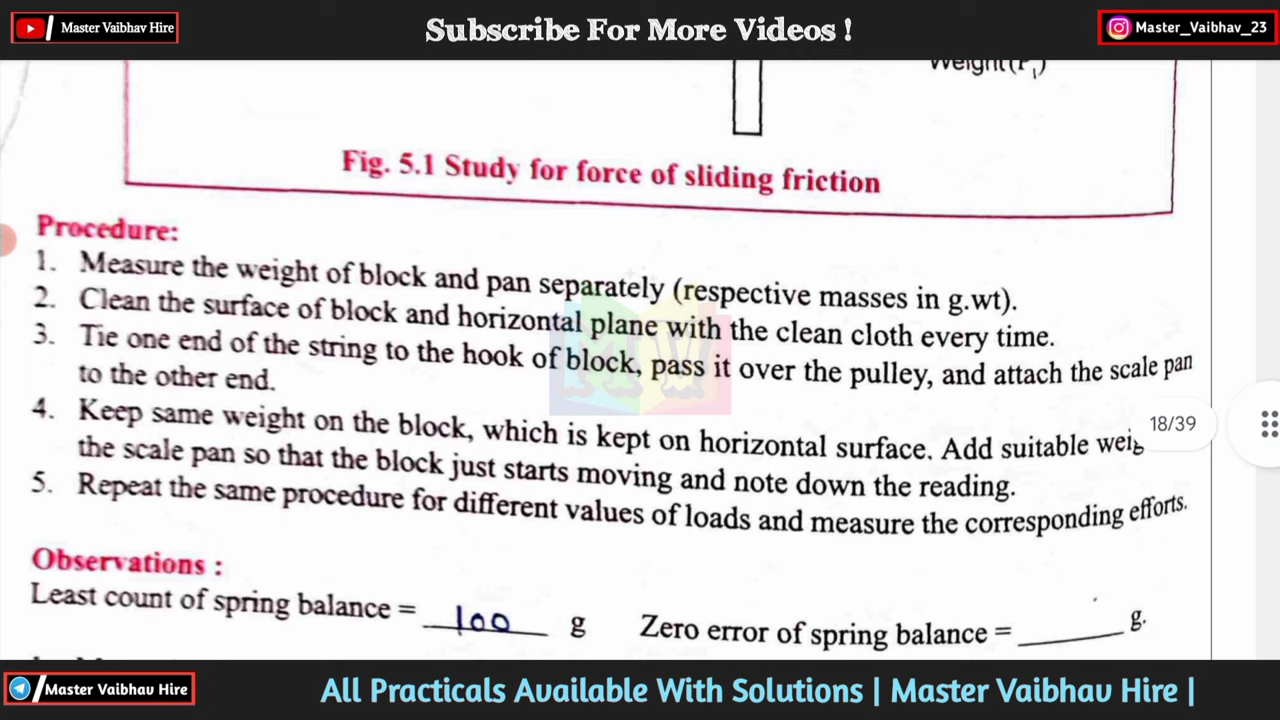 Master Vaibhav Hire
Subscribe For More Videos !
Master_Vaibhav_23
Weight(P₁)
Fig. 5.1 Study for force of sliding friction
Procedure:
1. Measure the weight of block and pan separately (respective masses in g.wt).
2. Clean the surface of block and horizontal plane with the clean cloth every time.
3. Tie one end of the string to the hook of block, pass it over the pulley, and attach the scale pan
to the other end.
4. Keep same weight on the block, which is kept on horizontal surface. Add suitable
18/39
the scale pan so that the block just starts moving and note down the reading.
5. Repeat the same procedure for different values of loads and measure the corresponding efforts.
Observations :
Least count of spring balance = 100 g Zero error of spring balance = ______ g.
MV
Master Vaibhav Hire
All Practicals Available With Solutions | Master Vaibhav Hire |